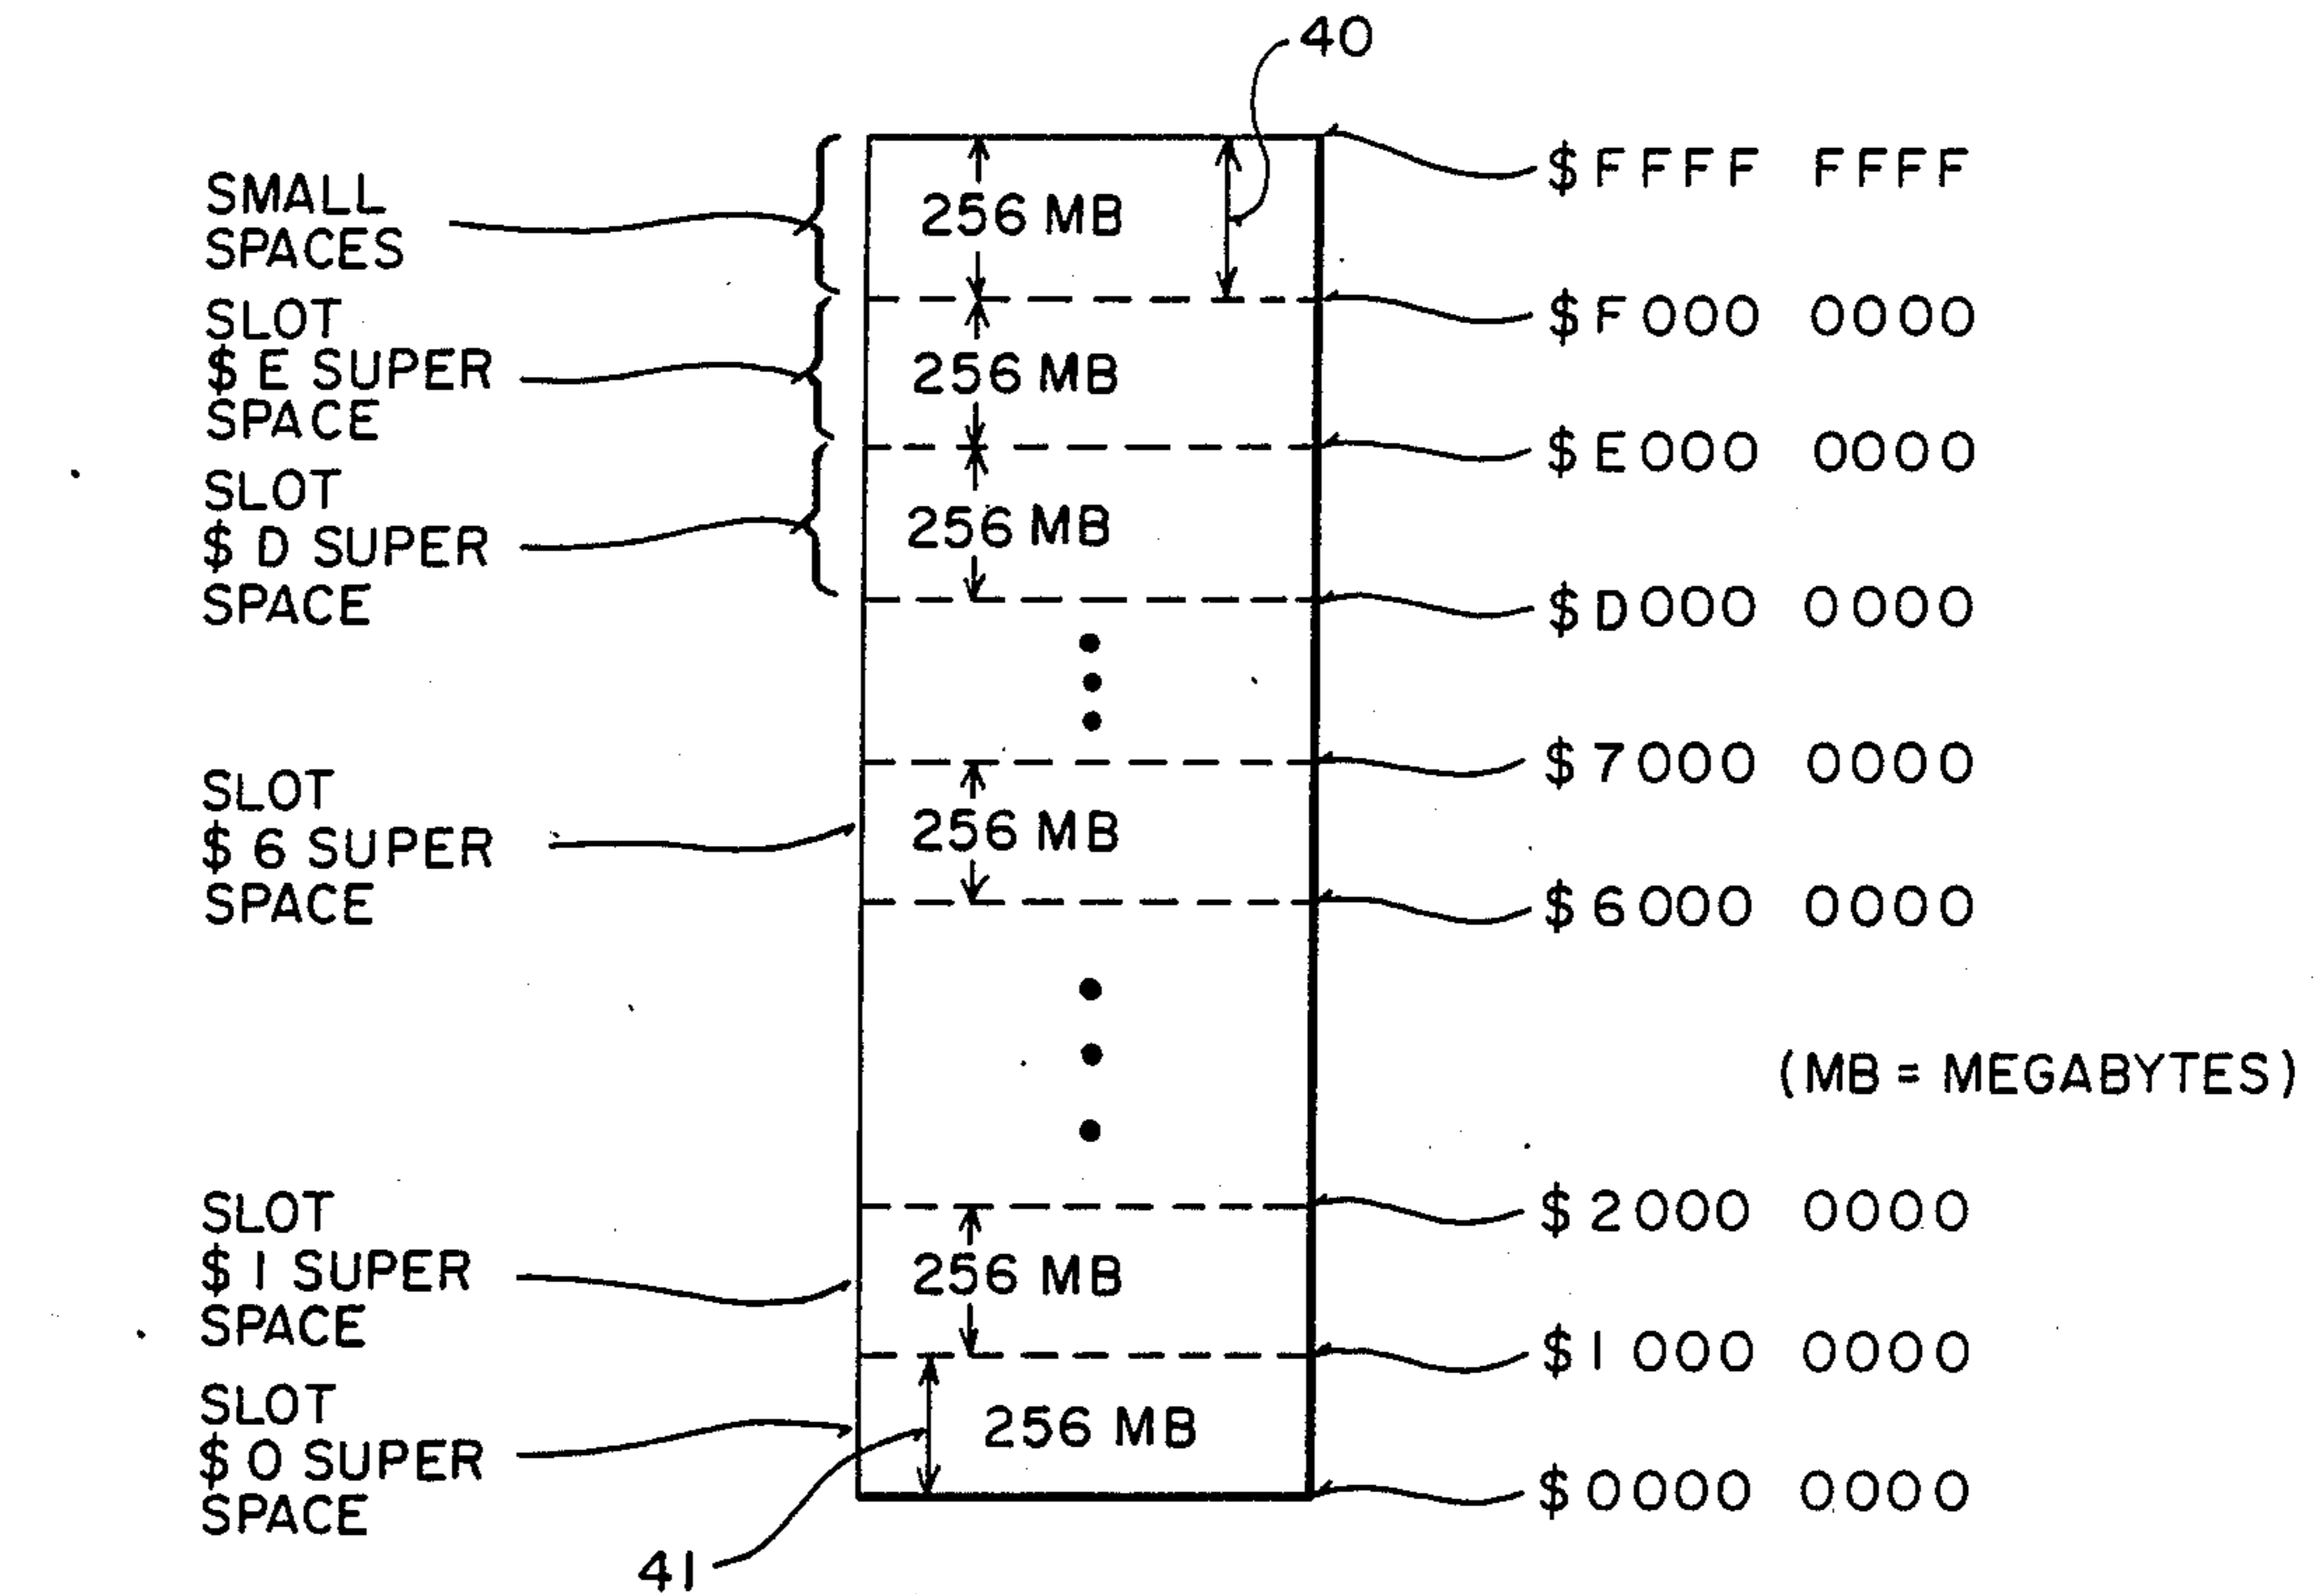 40
SMALL
SPACES
256 MB
$FFFF FFFF
$F000 0000
SLOT
$E SUPER
SPACE
256 MB
$E000 0000
SLOT
$D SUPER
SPACE
256 MB
$D000 0000
$7000 0000
SLOT
$6 SUPER
SPACE
256 MB
$6000 0000
(MB = MEGABYTES)
$2000 0000
SLOT
$1 SUPER
SPACE
256 MB
$1000 0000
SLOT
$0 SUPER
SPACE
256 MB
$0000 0000
41